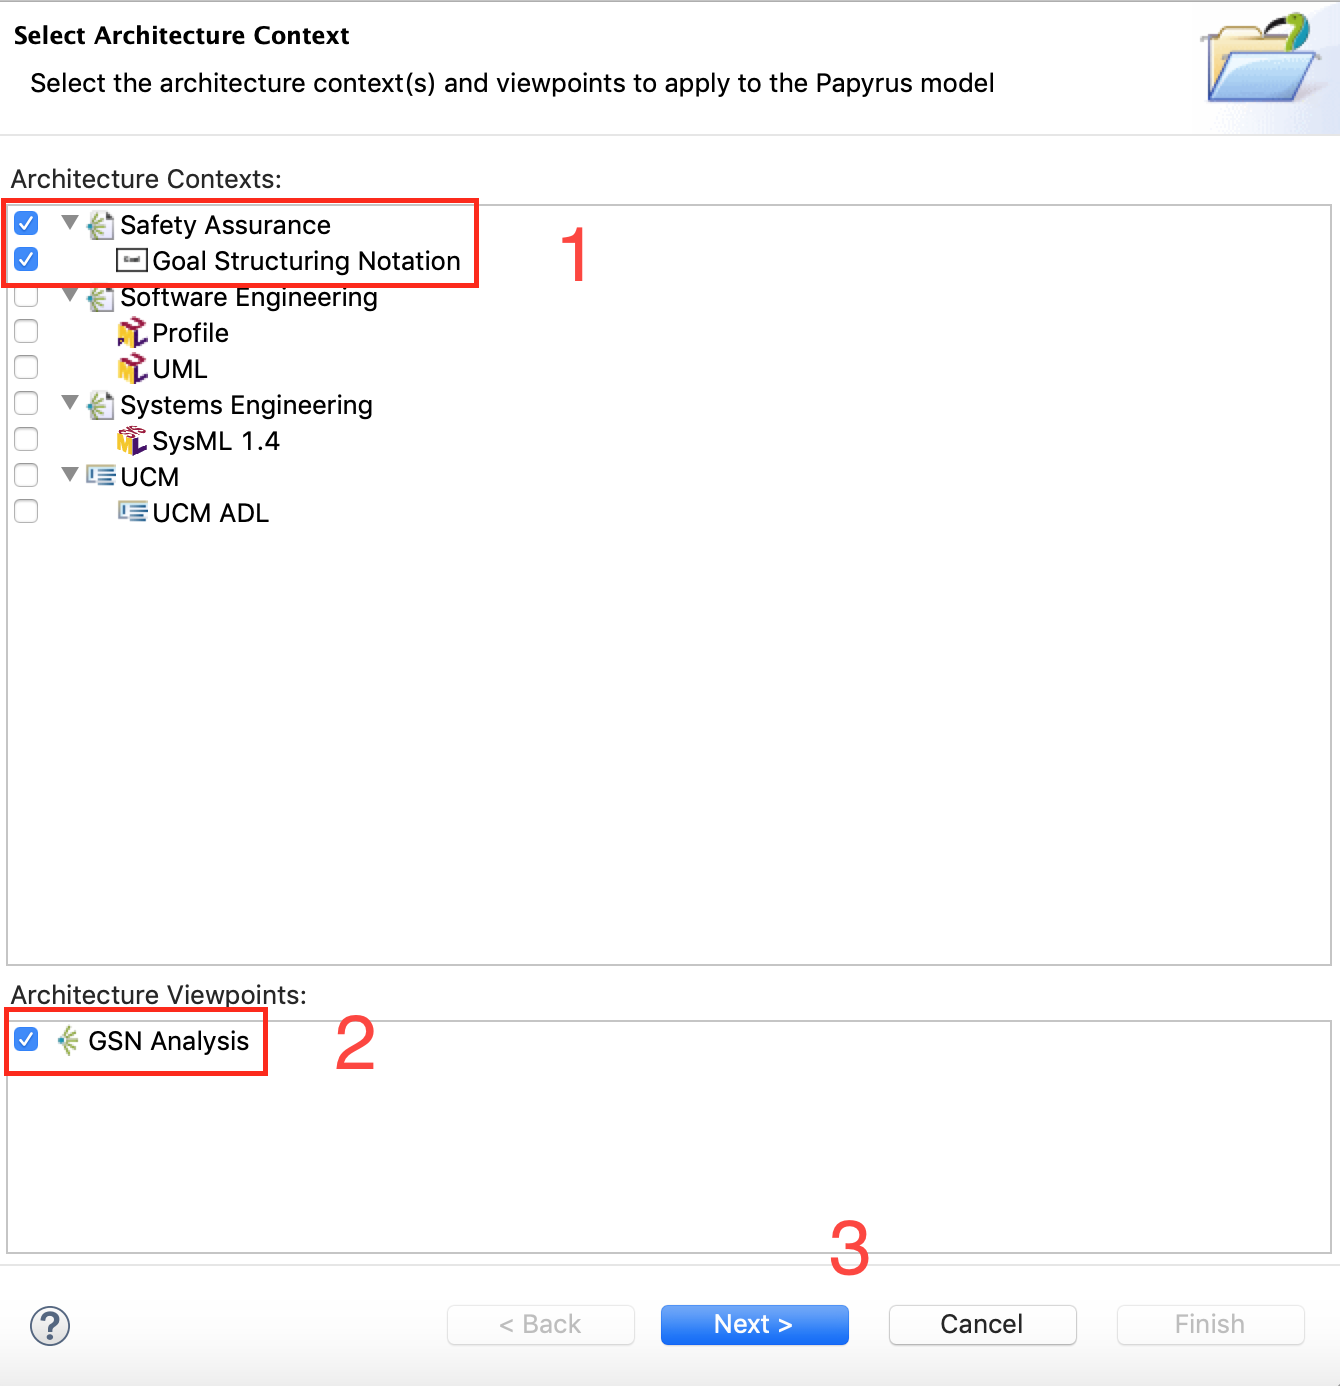 Select Architecture Context
Select the architecture context(s) and viewpoints to apply to the Papyrus model
Architecture Contexts:
Safety Assurance
1
Goal Structuring Notation
Software Engineering
Profile
UML
Systems Engineering
SysML 1.4
UCM
UCM ADL
Architecture Viewpoints:
GSN Analysis
2
3
?
< Back
Next >
Cancel
Finish